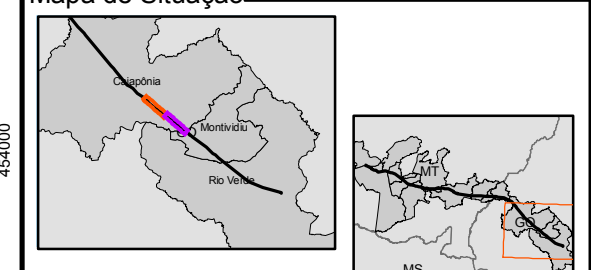 Mapa de Situação
Caiapônia
Montividiu
Rio Verde
454000
MT
GO
MS